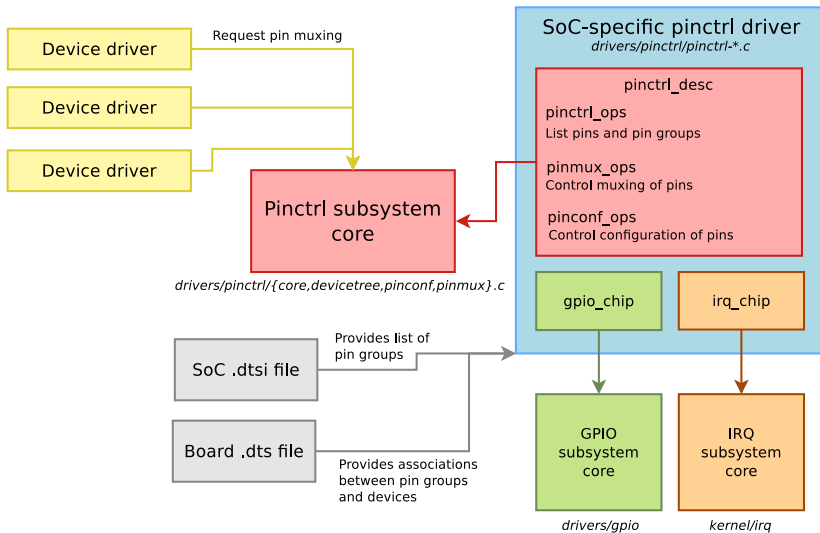 SoC-specific pinctrl driver
drivers/pinctrl/pinctrl-*.c
Device driver
Request pin muxing
Device driver
Device driver
pinctrl_desc
pinctrl_ops
List pins and pin groups
pinmux_ops
Control muxing of pins
pinconf_ops
Control configuration of pins
Pinctrl subsystem
core
drivers/pinctrl/{core,devicetree,pinconf,pinmux}.c
gpio_chip
irq_chip
Provides list of
pin groups
SoC .dtsi file
Board .dts file
Provides associations
between pin groups
and devices
GPIO
subsystem
core
IRQ
subsystem
core
drivers/gpio
kernel/irq